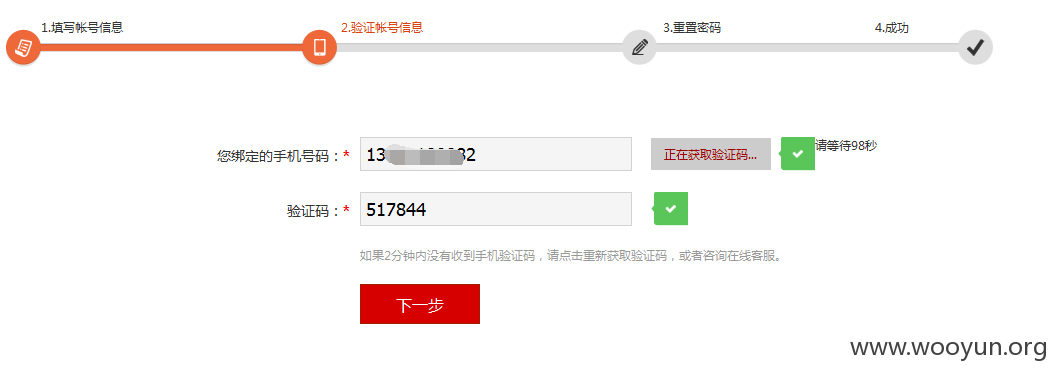 1.填写帐号信息 2.验证帐号信息 3.重置密码 4.成功
您绑定的手机号码：* 13 82 正在获取验证码... 请等待98秒
验证码：* 517844
如果2分钟内没有收到手机验证码，请点击重新获取验证码，或者咨询在线客服。
下一步
www.wooyun.org